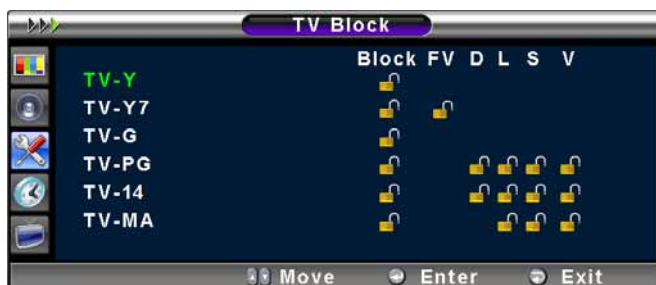 TV Block
Block FV D L S V
TV-Y
TV-Y7
TV-G
TV-PG
TV-14
TV-MA
Move Enter Exit